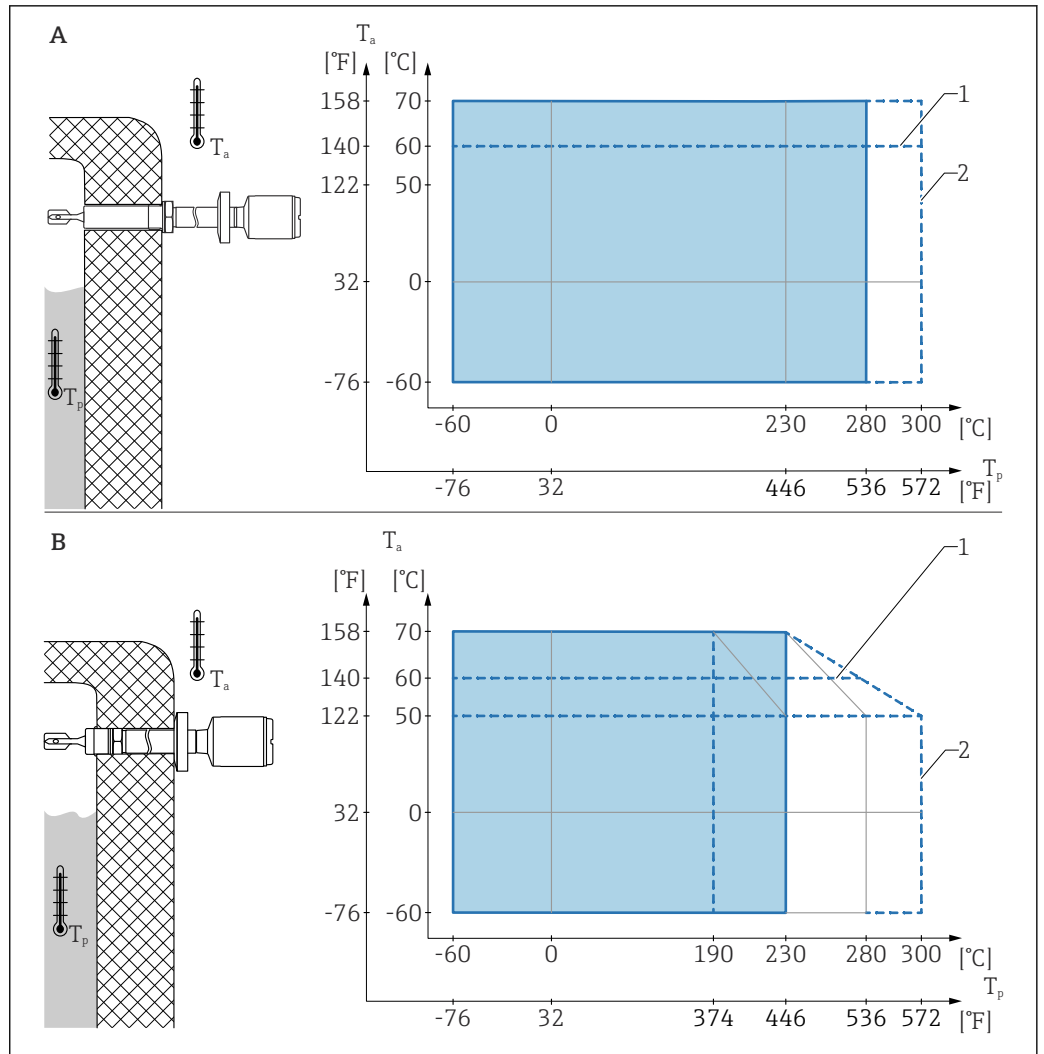 A
Tₐ
[°F] [°C]
158 70
140 60
122 50
32 0
-76 -60
-60 0 230 280 300 [°C]
Tₚ
-76 32 446 536 572 [°F]
1
2
Tₐ
Tₚ
B
Tₐ
[°F] [°C]
158 70
140 60
122 50
32 0
-76 -60
-60 0 190 230 280 300 [°C]
Tₚ
-76 32 374 446 536 572 [°F]
1
2
Tₐ
Tₚ